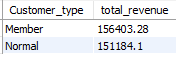 Customer_type total_revenue
Member 156403.28
Normal 151184.1